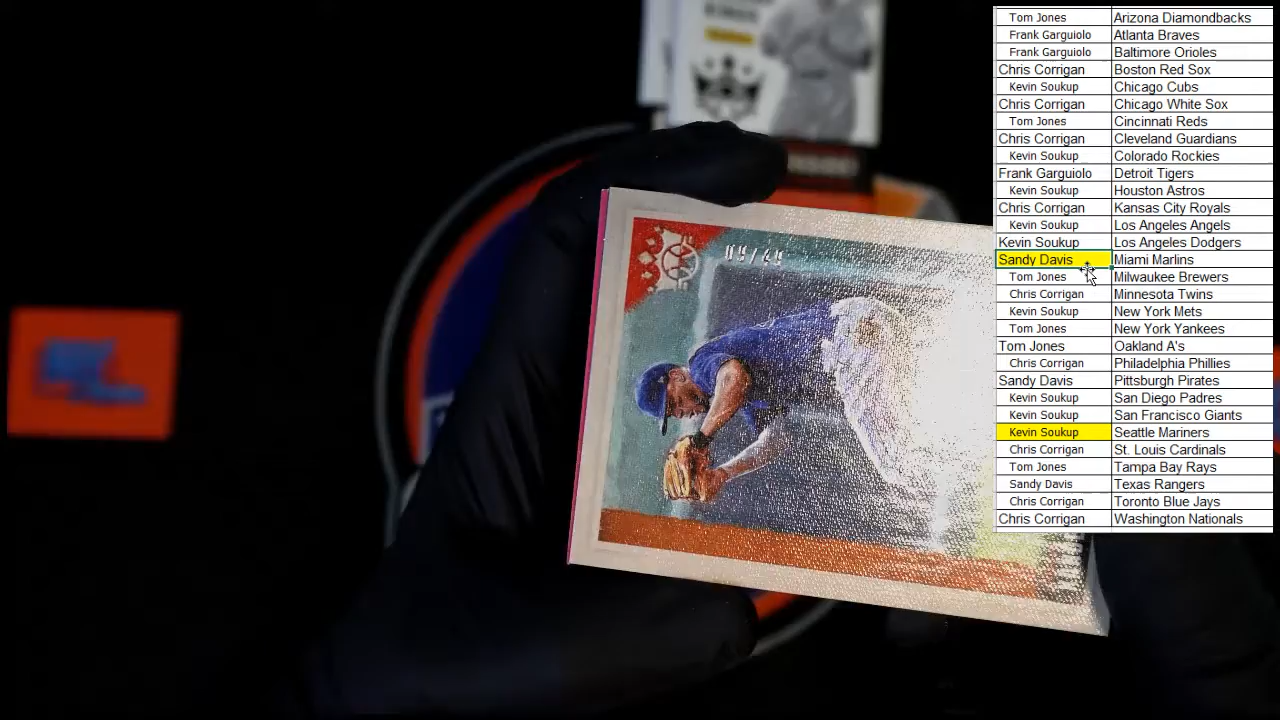 Tom Jones Arizona Diamondbacks
Frank Garguiolo Atlanta Braves
Frank Garguiolo Baltimore Orioles
Chris Corrigan Boston Red Sox
Kevin Soukup Chicago Cubs
Chris Corrigan Chicago White Sox
Tom Jones Cincinnati Reds
Chris Corrigan Cleveland Guardians
Kevin Soukup Colorado Rockies
Frank Garguiolo Detroit Tigers
Kevin Soukup Houston Astros
Chris Corrigan Kansas City Royals
Kevin Soukup Los Angeles Angels
Kevin Soukup Los Angeles Dodgers
Sandy Davis Miami Marlins
Tom Jones Milwaukee Brewers
Chris Corrigan Minnesota Twins
Kevin Soukup New York Mets
Tom Jones New York Yankees
Tom Jones Oakland A's
Chris Corrigan Philadelphia Phillies
Sandy Davis Pittsburgh Pirates
Kevin Soukup San Diego Padres
Kevin Soukup San Francisco Giants
Kevin Soukup Seattle Mariners
Chris Corrigan St. Louis Cardinals
Tom Jones Tampa Bay Rays
Sandy Davis Texas Rangers
Chris Corrigan Toronto Blue Jays
Chris Corrigan Washington Nationals